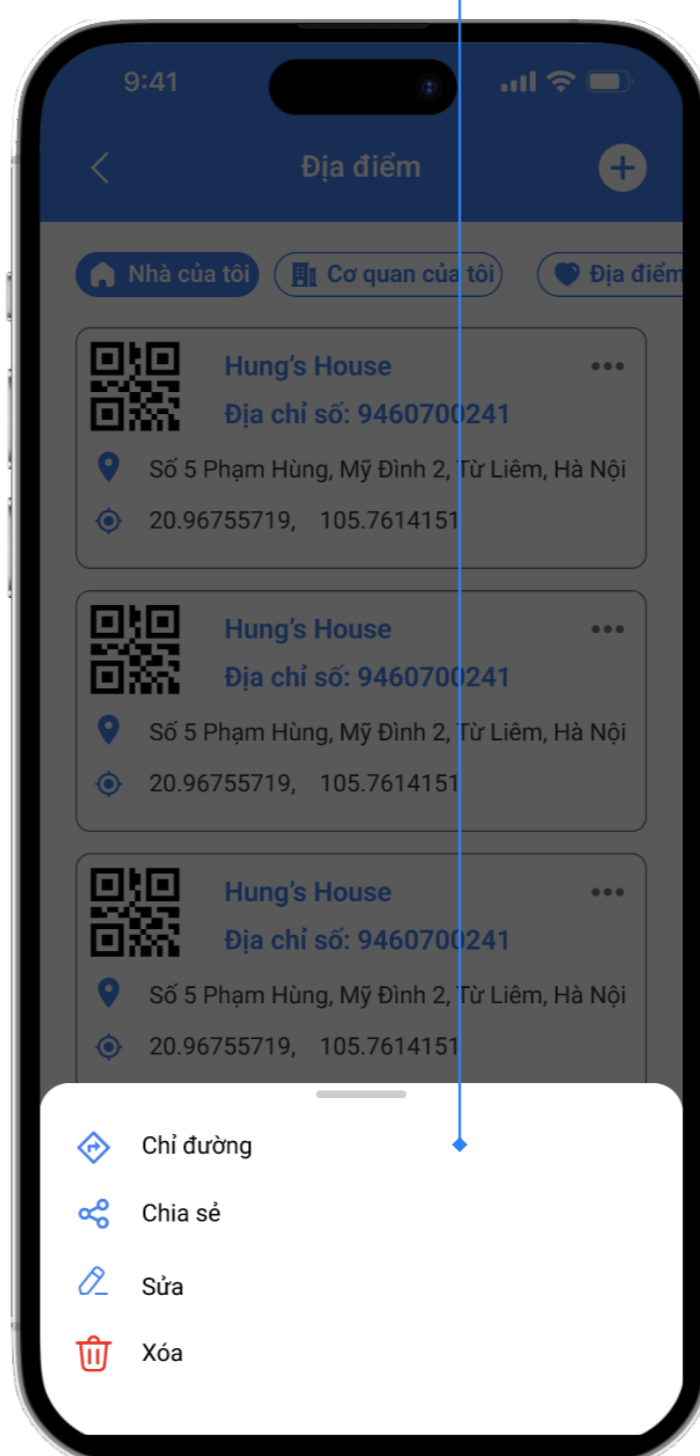 9:41
Địa điểm
Nhà của tôi
Cơ quan của tôi
Địa điểm
Hung's House
Địa chỉ số: 9460700241
Số 5 Phạm Hùng, Mỹ Đình 2, Từ Liêm, Hà Nội
20.96755719, 105.7614151
Hung's House
Địa chỉ số: 9460700241
Số 5 Phạm Hùng, Mỹ Đình 2, Từ Liêm, Hà Nội
20.96755719, 105.7614151
Hung's House
Địa chỉ số: 9460700241
Số 5 Phạm Hùng, Mỹ Đình 2, Từ Liêm, Hà Nội
20.96755719, 105.7614151
Chỉ đường
Chia sẻ
Sửa
Xóa